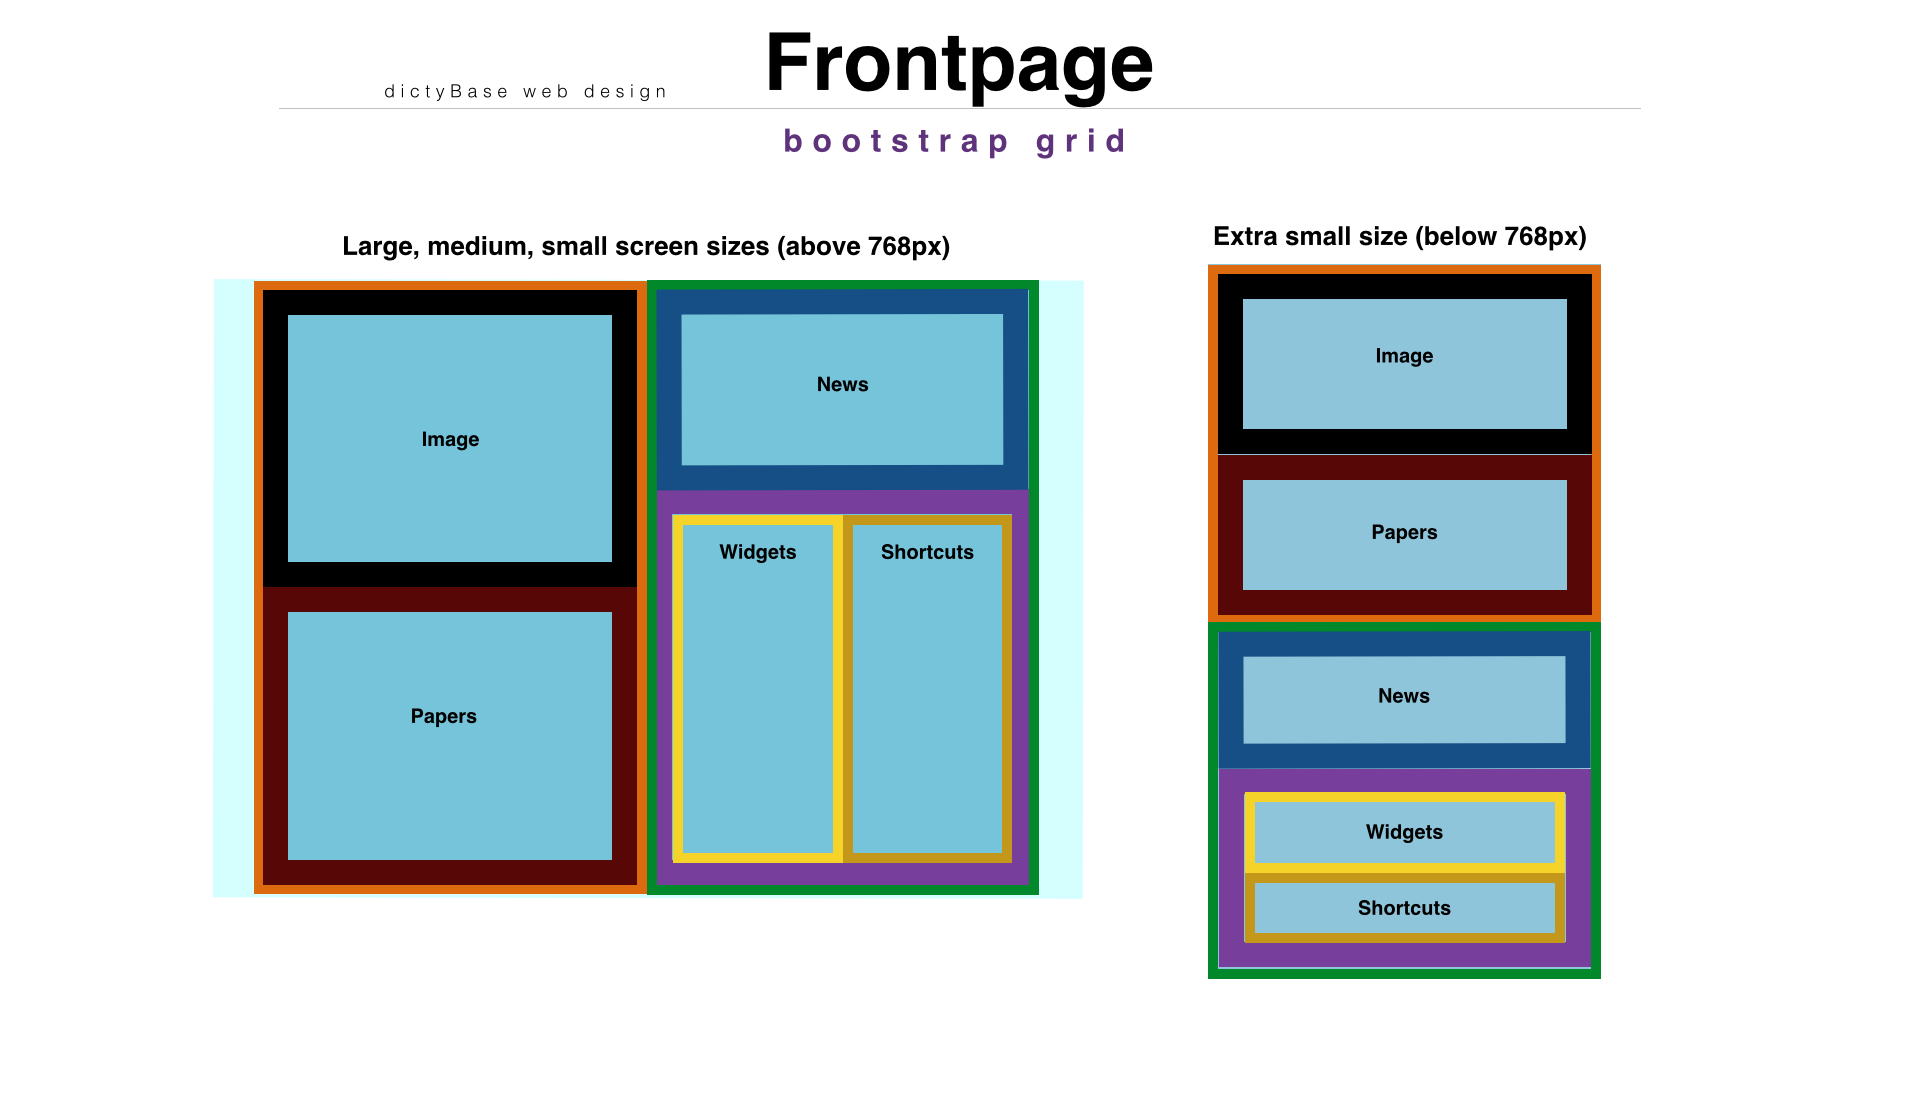 Frontpage
dictyBase web design
bootstrap grid
Large, medium, small screen sizes (above 768px)
Image
Papers
News
Widgets
Shortcuts
Extra small size (below 768px)
Image
Papers
News
Widgets
Shortcuts